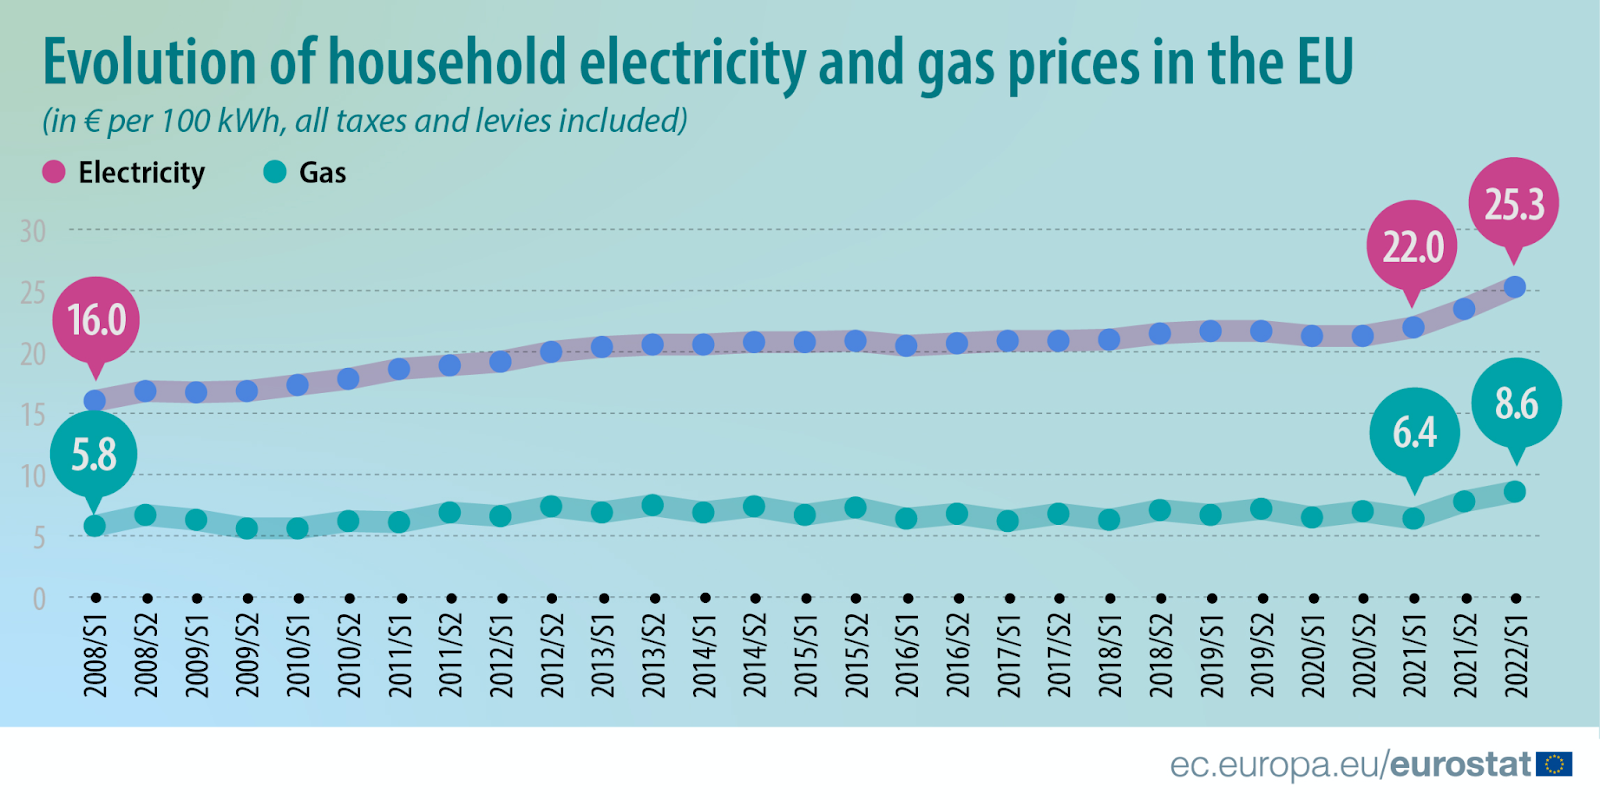 Evolution of household electricity and gas prices in the EU
(in € per 100 kWh, all taxes and levies included)
Electricity Gas
30
25
20
15
10
5
0
16.0
22.0
25.3
5.8
6.4
8.6
2008/S1
2008/S2
2009/S1
2009/S2
2010/S1
2010/S2
2011/S1
2011/S2
2012/S1
2012/S2
2013/S1
2013/S2
2014/S1
2014/S2
2015/S1
2015/S2
2016/S1
2016/S2
2017/S1
2017/S2
2018/S1
2018/S2
2019/S1
2019/S2
2020/S1
2020/S2
2021/S1
2021/S2
2022/S1
ec.europa.eu/eurostat